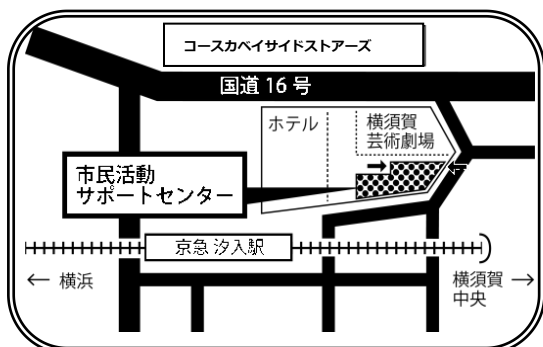 コースカベイサイドストアーズ
国道 16 号
ホテル
横須賀
芸術劇場
市民活動
サポートセンター
京急 汐入駅
← 横浜
横須賀
中央 →